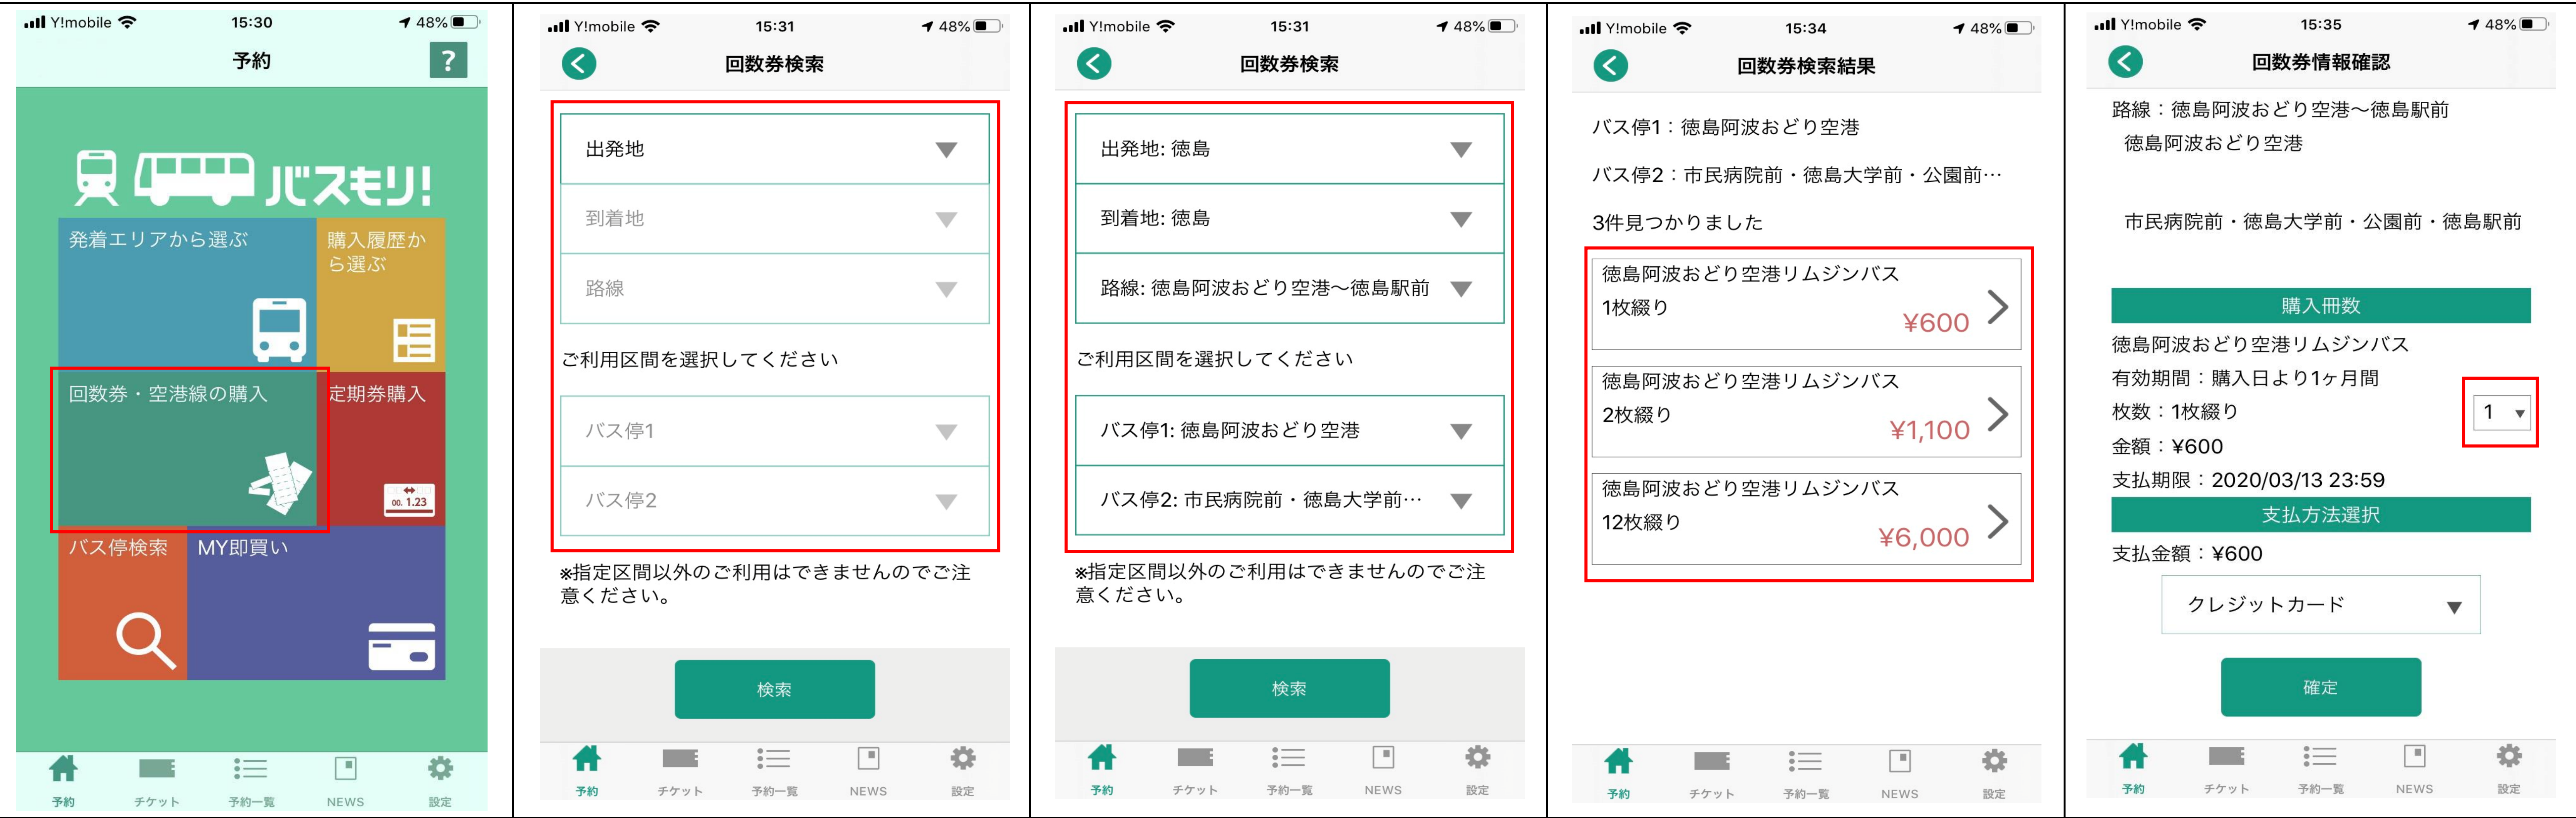 Y!mobile 15:30 48%
予約
?
バスもり!
発着エリアから選ぶ
購入履歴か
ら選ぶ
回数券・空港線の購入
定期券購入
00. 1.23
バス停検索
MY即買い
予約 チケット 予約一覧 NEWS 設定
Y!mobile 15:31 48%
回数券検索
出発地
到着地
路線
ご利用区間を選択してください
バス停1
バス停2
※指定区間以外のご利用はできませんのでご注
意ください。
検索
予約 チケット 予約一覧 NEWS 設定
Y!mobile 15:31 48%
回数券検索
出発地: 徳島
到着地: 徳島
路線: 徳島阿波おどり空港〜徳島駅前
ご利用区間を選択してください
バス停1: 徳島阿波おどり空港
バス停2: 市民病院前・徳島大学前…
※指定区間以外のご利用はできませんのでご注
意ください。
検索
予約 チケット 予約一覧 NEWS 設定
Y!mobile 15:34 48%
回数券検索結果
バス停1：徳島阿波おどり空港
バス停2：市民病院前・徳島大学前・公園前…
3件見つかりました
徳島阿波おどり空港リムジンバス
1枚綴り
¥600
徳島阿波おどり空港リムジンバス
2枚綴り
¥1,100
徳島阿波おどり空港リムジンバス
12枚綴り
¥6,000
予約 チケット 予約一覧 NEWS 設定
Y!mobile 15:35 48%
回数券情報確認
路線：徳島阿波おどり空港〜徳島駅前
徳島阿波おどり空港
市民病院前・徳島大学前・公園前・徳島駅前
購入冊数
徳島阿波おどり空港リムジンバス
有効期間：購入日より1ヶ月間
枚数：1枚綴り
1
金額：¥600
支払期限：2020/03/13 23:59
支払方法選択
支払金額：¥600
クレジットカード
確定
予約 チケット 予約一覧 NEWS 設定